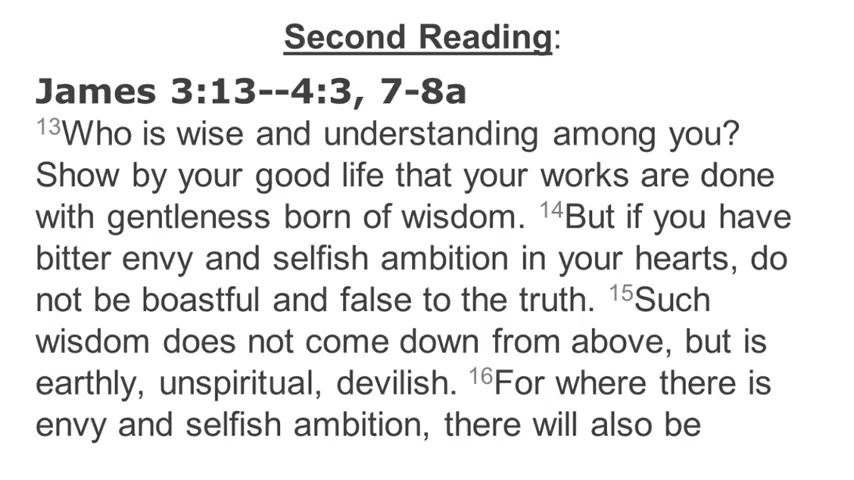 Second Reading:
James 3:13--4:3, 7-8a
13Who is wise and understanding among you?
Show by your good life that your works are done
with gentleness born of wisdom. 14But if you have
bitter envy and selfish ambition in your hearts, do
not be boastful and false to the truth. 15Such
wisdom does not come down from above, but is
earthly, unspiritual, devilish. 16For where there is
envy and selfish ambition, there will also be